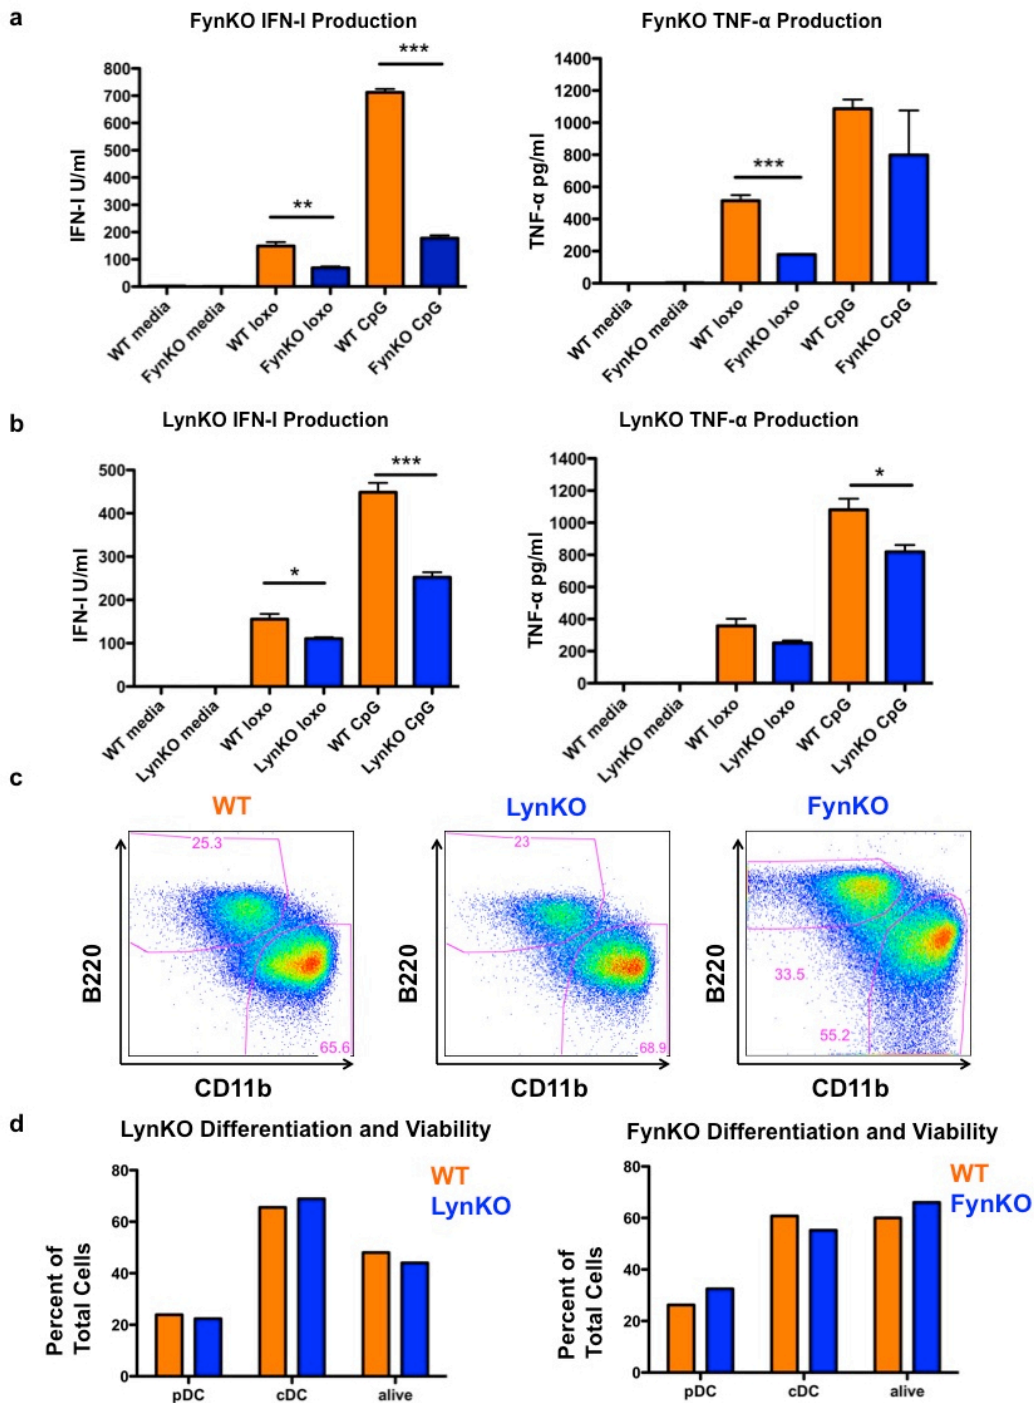 a
FynKO IFN-I Production
FynKO TNF-α Production
***
**
800
700
600
500
400
300
200
100
0
IFN-I U/ml
WT media
FynKO media
WT loxo
FynKO loxo
WT CpG
FynKO CpG
***
1400
1200
1000
800
600
400
200
0
TNF-α pg/ml
WT media
FynKO media
WT loxo
FynKO loxo
WT CpG
FynKO CpG
b
LynKO IFN-I Production
LynKO TNF-α Production
***
*
500
400
300
200
100
0
IFN-I U/ml
WT media
LynKO media
WT loxo
LynKO loxo
WT CpG
LynKO CpG
*
1400
1200
1000
800
600
400
200
0
TNF-α pg/ml
WT media
LynKO media
WT loxo
LynKO loxo
WT CpG
LynKO CpG
c
WT
LynKO
FynKO
25.3
65.6
B220
CD11b
23
68.9
B220
CD11b
33.5
55.2
B220
CD11b
d
LynKO Differentiation and Viability
FynKO Differentiation and Viability
WT
LynKO
80
60
40
20
0
Percent of
Total Cells
pDC
cDC
alive
WT
FynKO
80
60
40
20
0
Percent of
Total Cells
pDC
cDC
alive